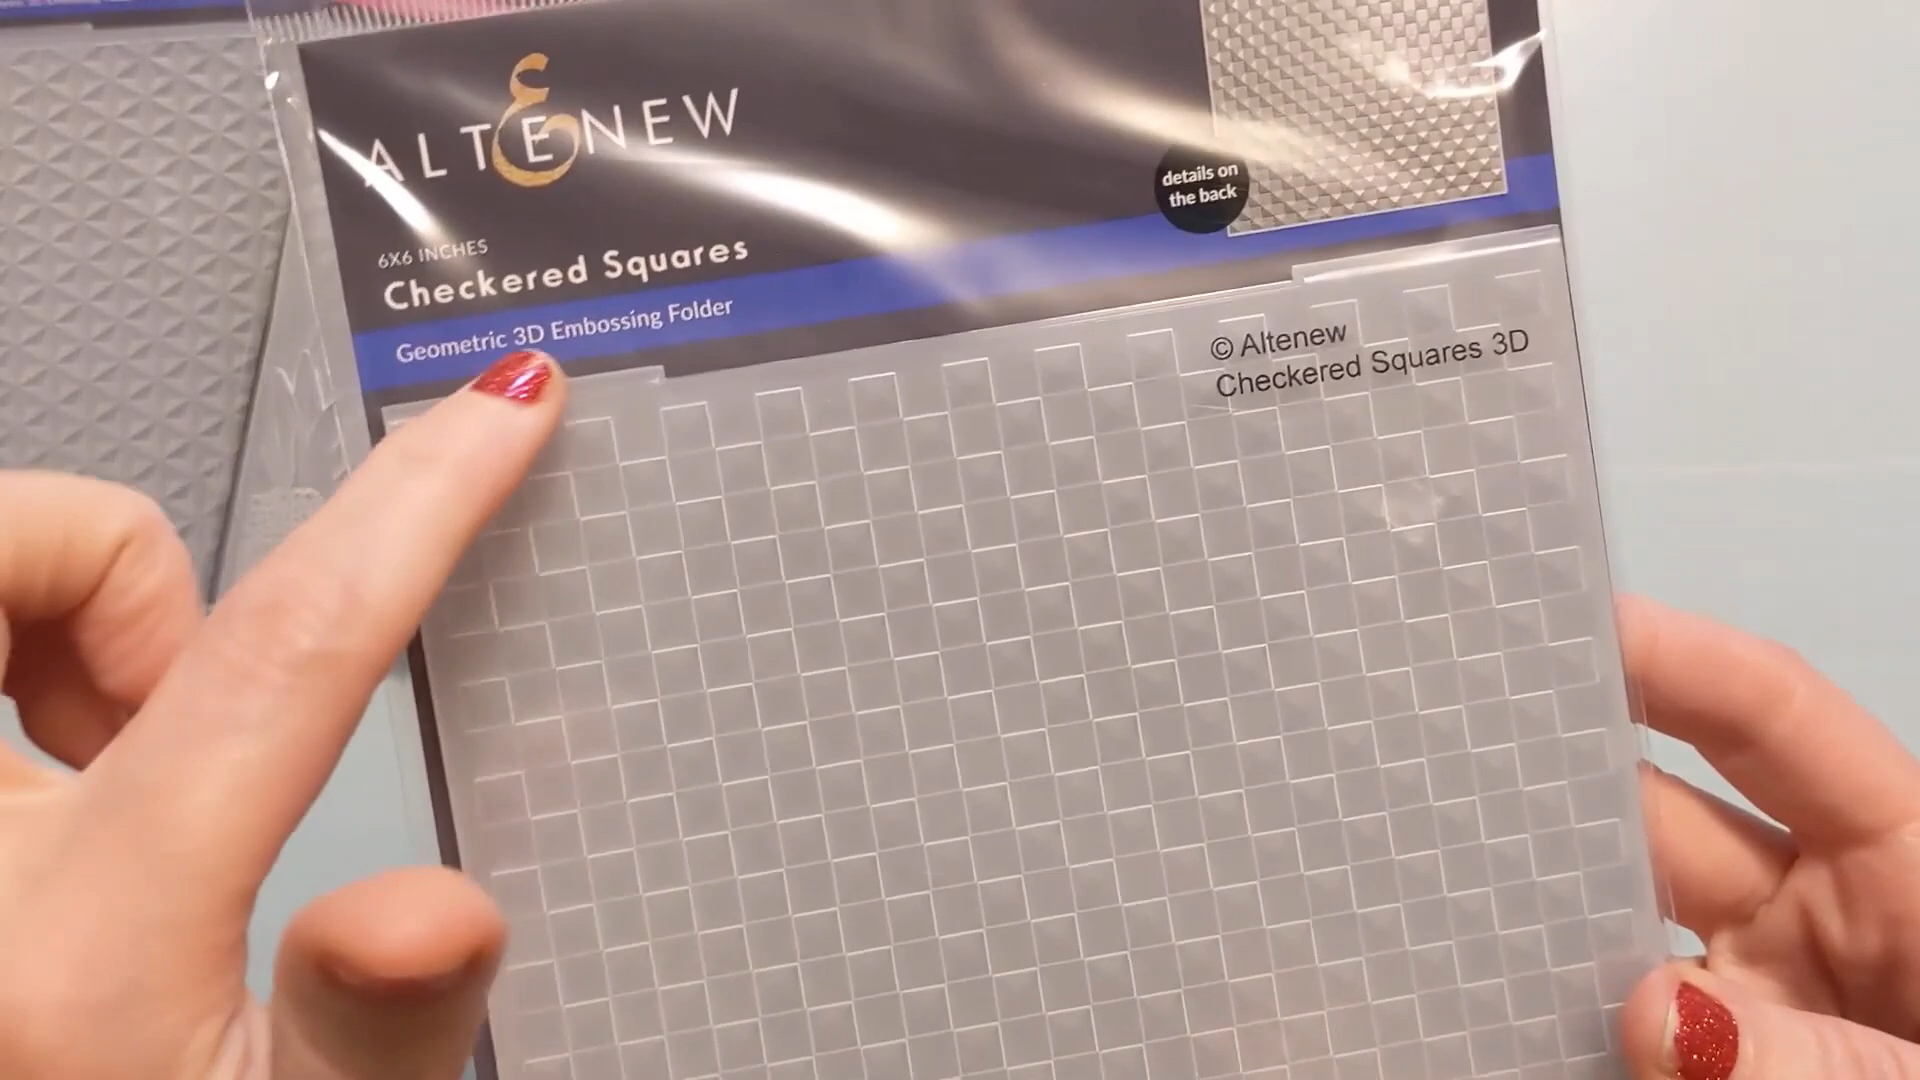 ALTENEW
6X6 INCHES
Checkered Squares
Geometric 3D Embossing Folder
details on
the back
© Altenew
Checkered Squares 3D